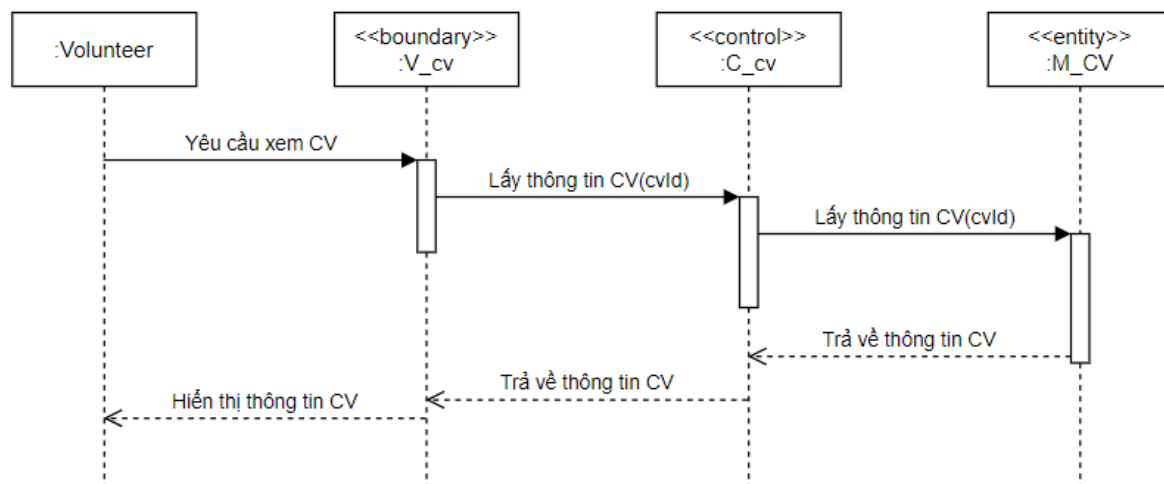 :Volunteer
<<boundary>>
:V_cv
<<control>>
:C_cv
<<entity>>
:M_CV
Yêu cầu xem CV
Lấy thông tin CV(cvId)
Lấy thông tin CV(cvId)
Trả về thông tin CV
Trả về thông tin CV
Hiển thị thông tin CV